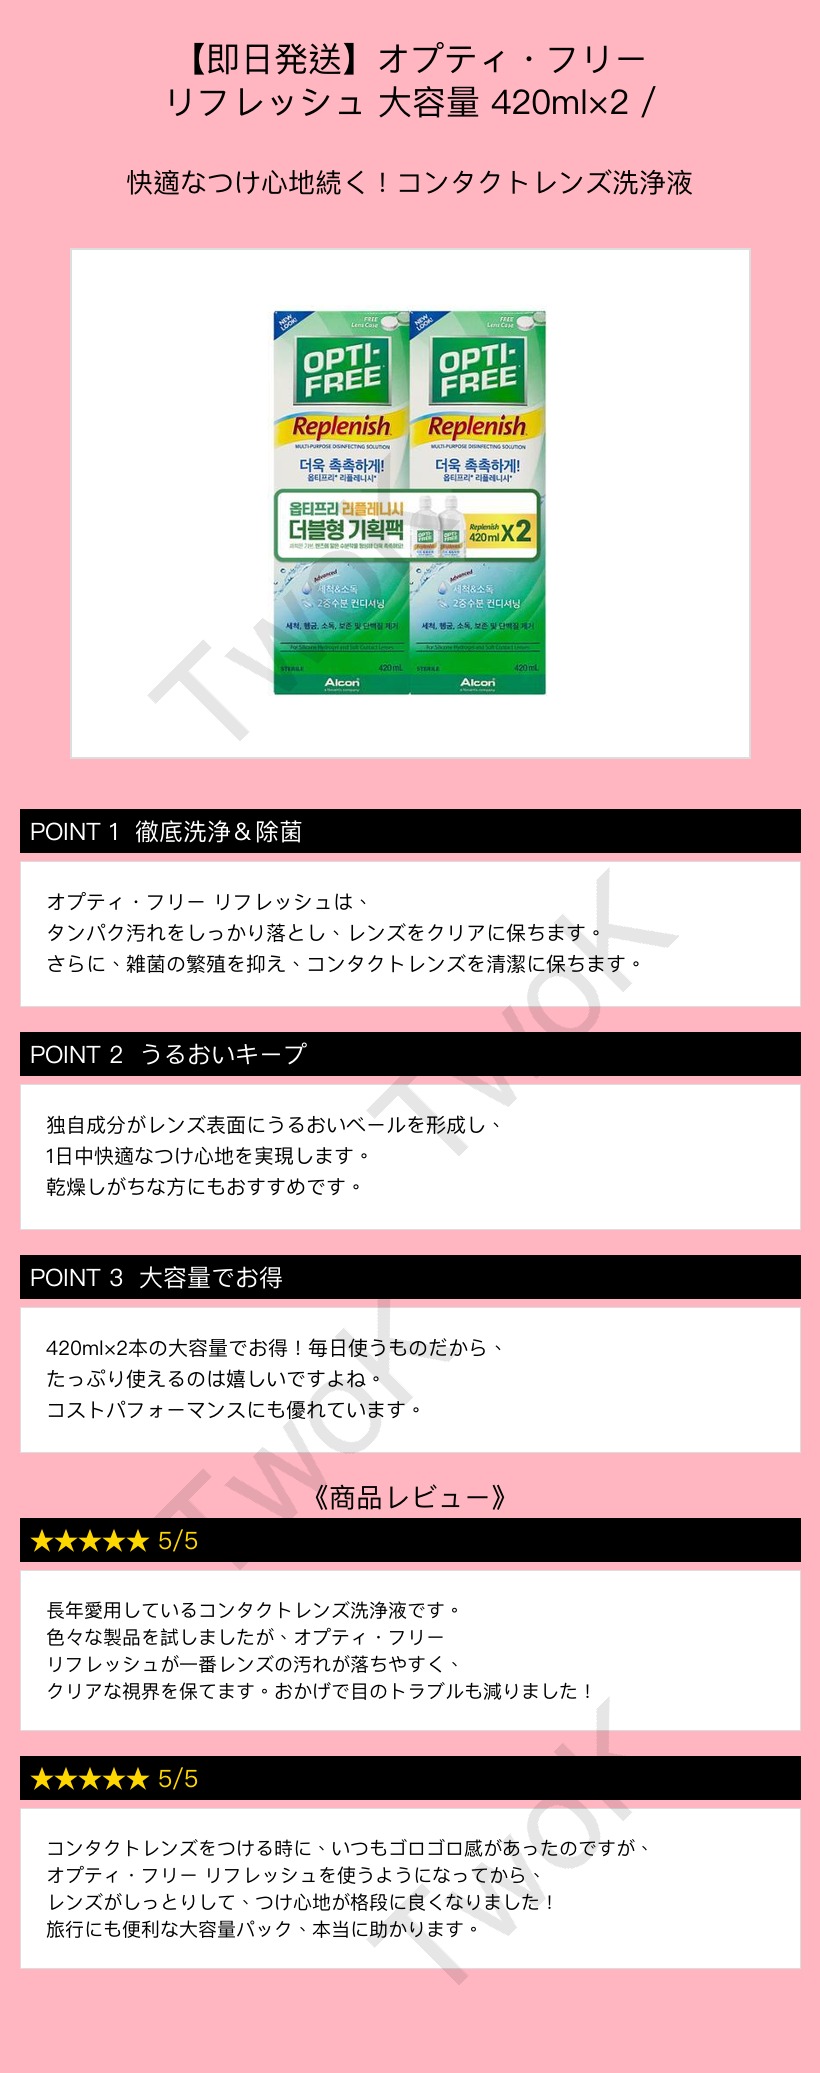 【即日発送】オプティ・フリー
リフレッシュ 大容量 420ml×2 /
快適なつけ心地続く！コンタクトレンズ洗浄液
NEW LOOK!
FREE
Lens Case
NEW LOOK!
FREE
Lens Case
OPTI-
FREE
OPTI-
FREE
Replenish
Replenish
MULTI-PURPOSE DISINFECTING SOLUTION
MULTI-PURPOSE DISINFECTING SOLUTION
더욱 촉촉하게!
더욱 촉촉하게!
옵티프리® 리플레니시®
옵티프리® 리플레니시®
옵티프리 리플레니시
더블형 기획팩
OPTI-
FREE
OPTI-
FREE
Replenish
420ml X2
Advanced
Advanced
세척&소독
세척&소독
2중수분 컨디셔닝
2중수분 컨디셔닝
세척, 헹굼, 소독, 보존 및 단백질 제거
세척, 헹굼, 소독, 보존 및 단백질 제거
For Silicone Hydrogel and Soft Contact Lenses
For Silicone Hydrogel and Soft Contact Lenses
STERILE 420 mL
STERILE 420 mL
Alcon
Alcon
a Novartis company
a Novartis company
TwoK
POINT 1 徹底洗浄＆除菌
オプティ・フリー リフレッシュは、
タンパク汚れをしっかり落とし、レンズをクリアに保ちます。
さらに、雑菌の繁殖を抑え、コンタクトレンズを清潔に保ちます。
TwoK
POINT 2 うるおいキープ
独自成分がレンズ表面にうるおいベールを形成し、
1日中快適なつけ心地を実現します。
乾燥しがちな方にもおすすめです。
POINT 3 大容量でお得
420ml×2本の大容量でお得！毎日使うものだから、
たっぷり使えるのは嬉しいですよね。
コストパフォーマンスにも優れています。
TwoK
《商品レビュー》
★★★★★ 5/5
長年愛用しているコンタクトレンズ洗浄液です。
色々な製品を試しましたが、オプティ・フリー
リフレッシュが一番レンズの汚れが落ちやすく、
クリアな視界を保てます。おかげで目のトラブルも減りました！
★★★★★ 5/5
コンタクトレンズをつける時に、いつもゴロゴロ感があったのですが、
オプティ・フリー リフレッシュを使うようになってから、
レンズがしっとりして、つけ心地が格段に良くなりました！
旅行にも便利な大容量パック、本当に助かります。
TwoK